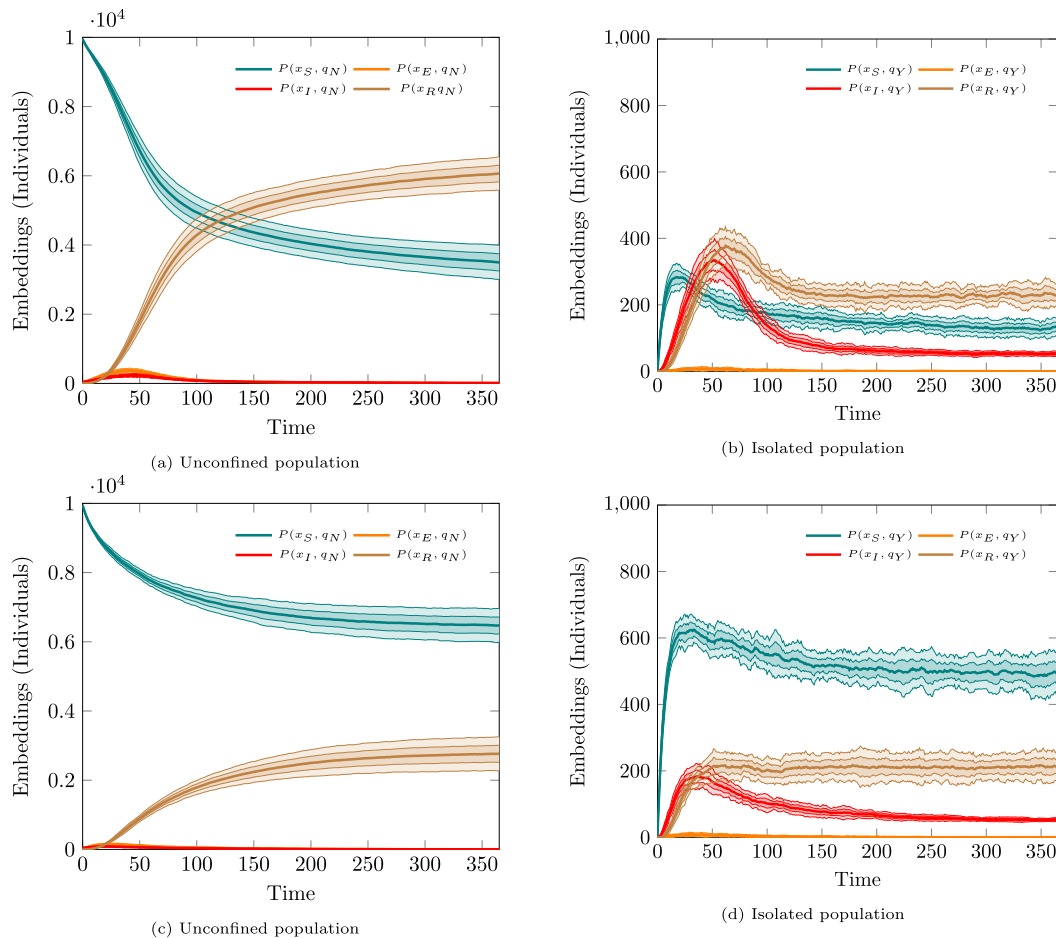 ·10^4
1
0.8
0.6
0.4
0.2
0
0 50 100 150 200 250 300 350
Embeddings (Individuals)
Time
P(x_S, q_N) P(x_E, q_N)
P(x_I, q_N) P(x_R q_N)
(a) Unconfined population
1,000
800
600
400
200
0
0 50 100 150 200 250 300 350
Embeddings (Individuals)
Time
P(x_S, q_Y) P(x_E, q_Y)
P(x_I, q_Y) P(x_R, q_Y)
(b) Isolated population
·10^4
1
0.8
0.6
0.4
0.2
0
0 50 100 150 200 250 300 350
Embeddings (Individuals)
Time
P(x_S, q_N) P(x_E, q_N)
P(x_I, q_N) P(x_R, q_N)
(c) Unconfined population
1,000
800
600
400
200
0
0 50 100 150 200 250 300 350
Embeddings (Individuals)
Time
P(x_S, q_Y) P(x_E, q_Y)
P(x_I, q_Y) P(x_R, q_Y)
(d) Isolated population